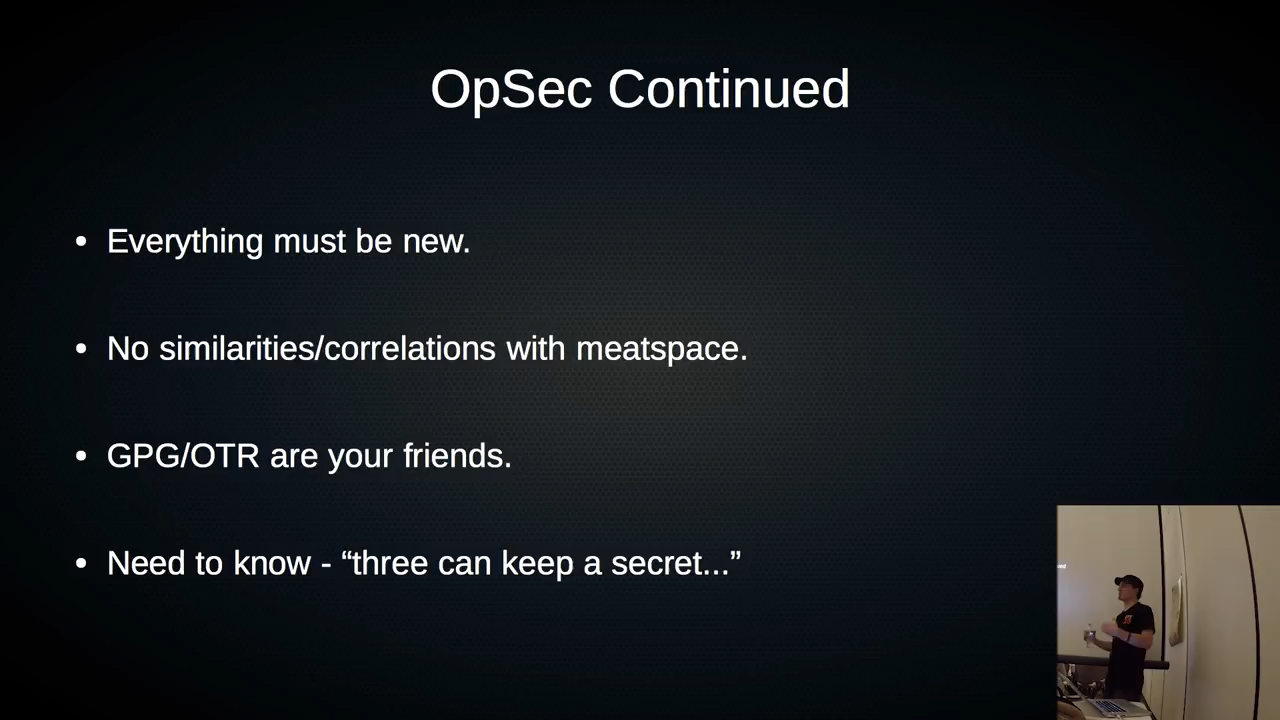 OpSec Continued
• Everything must be new.
• No similarities/correlations with meatspace.
• GPG/OTR are your friends.
• Need to know - “three can keep a secret...”